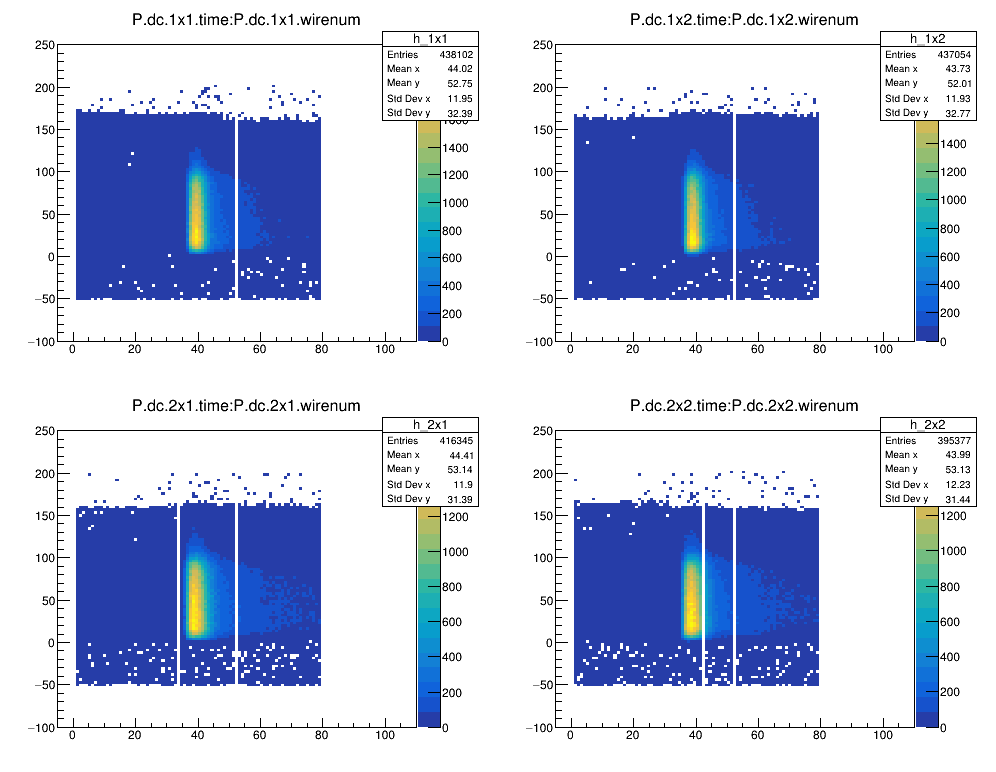 P.dc.1x1.time:P.dc.1x1.wirenum
h_1x1
Entries 438102
Mean x 44.02
Mean y 52.75
Std Dev x 11.95
Std Dev y 32.39
250
200
150
100
50
0
−50
−100
0 20 40 60 80 100
1600
1400
1200
1000
800
600
400
200
0
P.dc.1x2.time:P.dc.1x2.wirenum
h_1x2
Entries 437054
Mean x 43.73
Mean y 52.01
Std Dev x 11.93
Std Dev y 32.77
250
200
150
100
50
0
−50
−100
0 20 40 60 80 100
1400
1200
1000
800
600
400
200
0
P.dc.2x1.time:P.dc.2x1.wirenum
h_2x1
Entries 416345
Mean x 44.41
Mean y 53.14
Std Dev x 11.9
Std Dev y 31.39
250
200
150
100
50
0
−50
−100
0 20 40 60 80 100
1200
1000
800
600
400
200
0
P.dc.2x2.time:P.dc.2x2.wirenum
h_2x2
Entries 395377
Mean x 43.99
Mean y 53.13
Std Dev x 12.23
Std Dev y 31.44
250
200
150
100
50
0
−50
−100
0 20 40 60 80 100
1200
1000
800
600
400
200
0